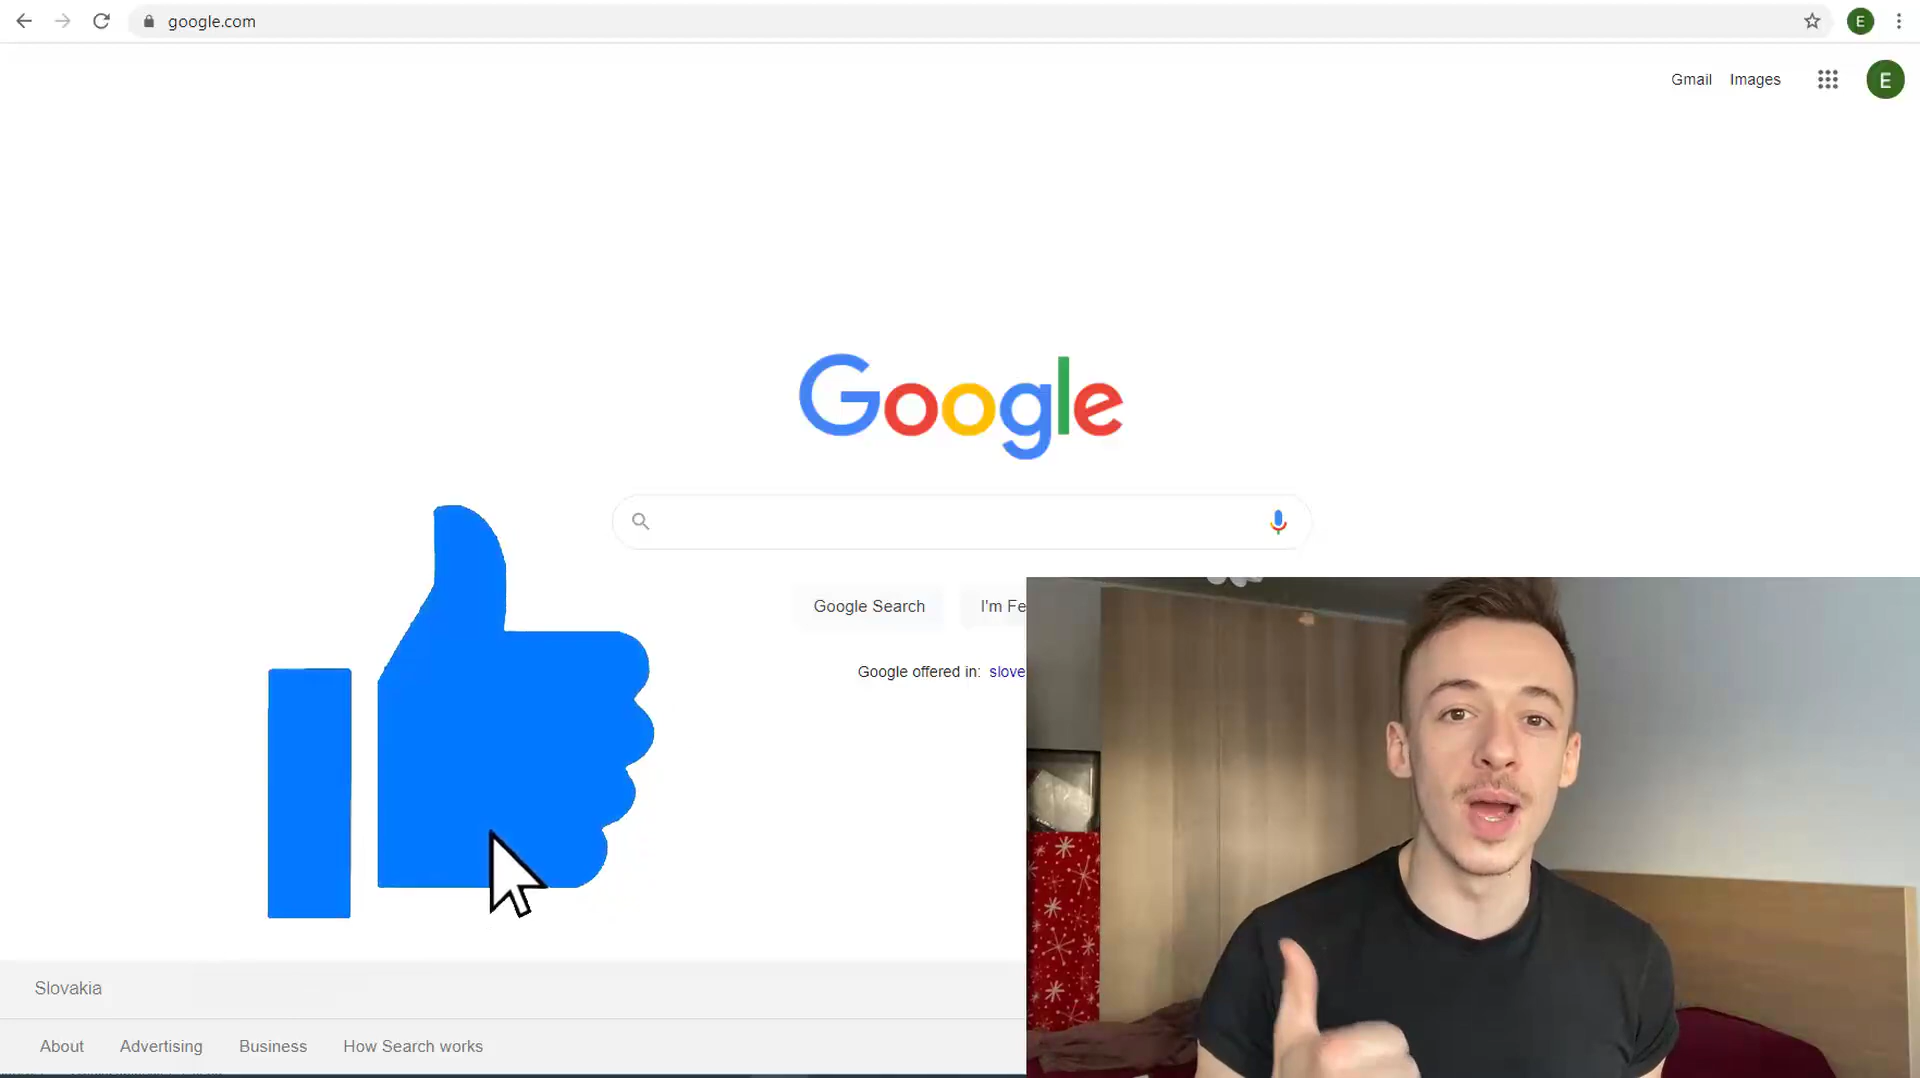 google.com
E
Gmail
Images
E
Google
Google Search
I'm Fe
Google offered in: slove
Slovakia
About
Advertising
Business
How Search works